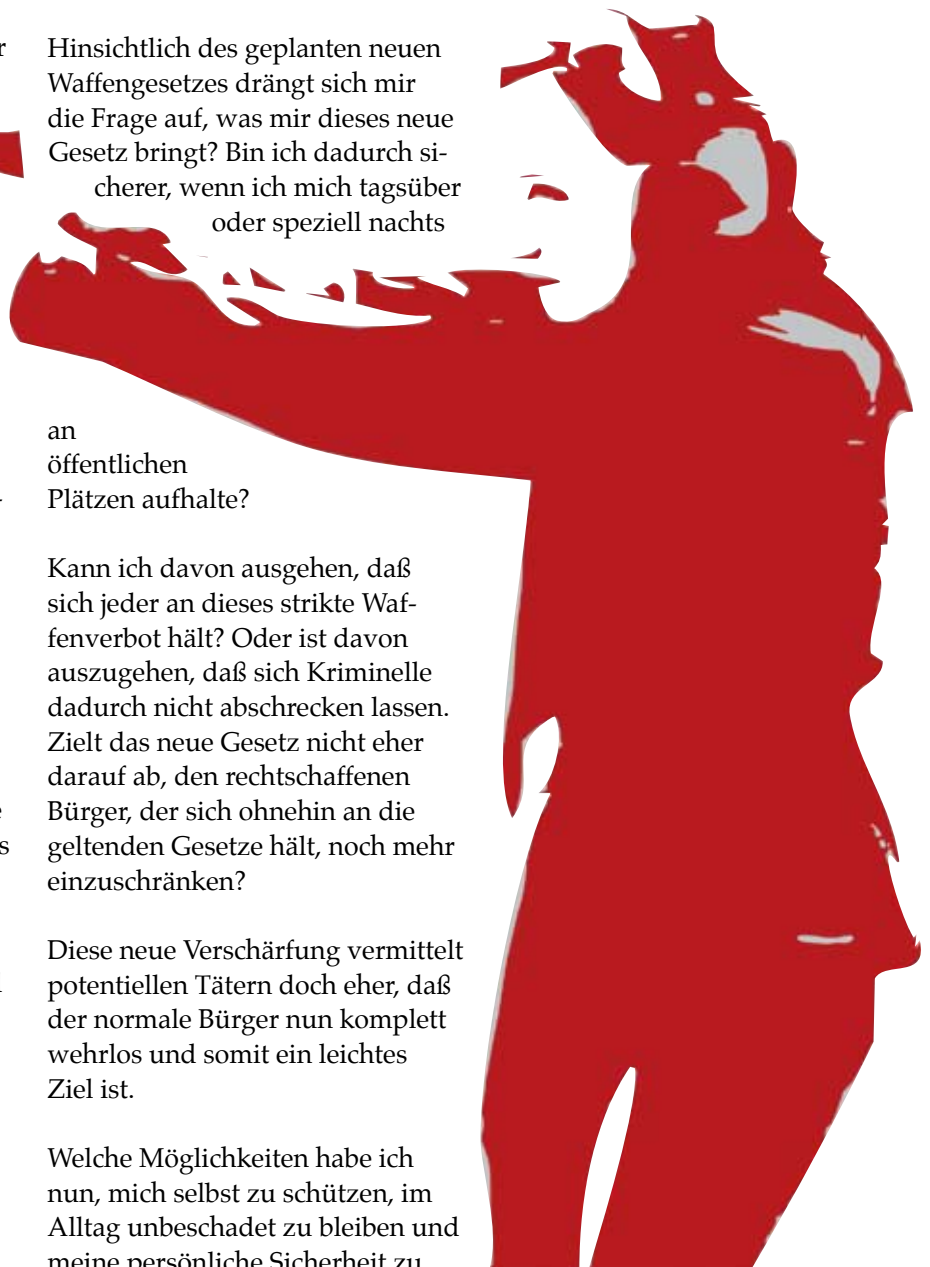 r
-
e
s
l
Hinsichtlich des geplanten neuen
Waffengesetzes drängt sich mir
die Frage auf, was mir dieses neue
Gesetz bringt? Bin ich dadurch si-
cherer, wenn ich mich tagsüber
oder speziell nachts
an
öffentlichen
Plätzen aufhalte?
Kann ich davon ausgehen, daß
sich jeder an dieses strikte Waf-
fenverbot hält? Oder ist davon
auszugehen, daß sich Kriminelle
dadurch nicht abschrecken lassen.
Zielt das neue Gesetz nicht eher
darauf ab, den rechtschaffenen
Bürger, der sich ohnehin an die
geltenden Gesetze hält, noch mehr
einzuschränken?
Diese neue Verschärfung vermittelt
potentiellen Tätern doch eher, daß
der normale Bürger nun komplett
wehrlos und somit ein leichtes
Ziel ist.
Welche Möglichkeiten habe ich
nun, mich selbst zu schützen, im
Alltag unbeschadet zu bleiben und
meine persönliche Sicherheit zu